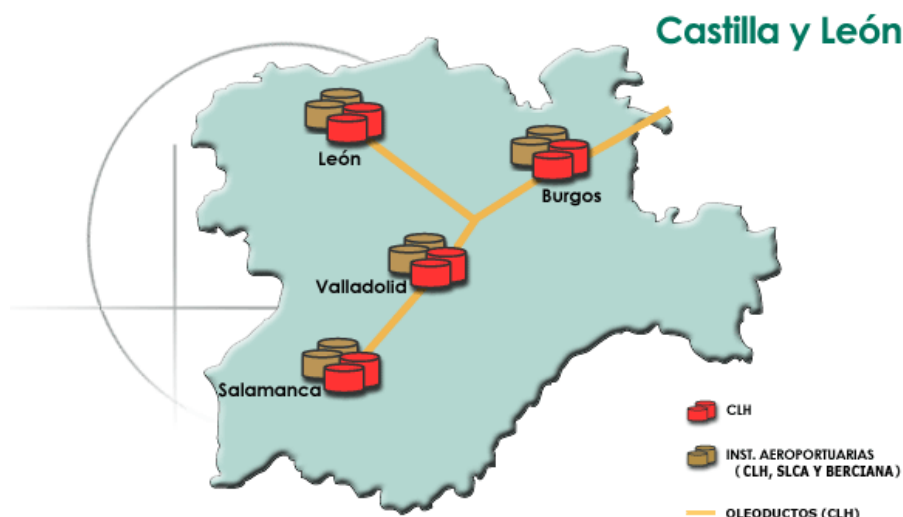 Castilla y León
León
Burgos
Valladolid
Salamanca
CLH
INST. AEROPORTUARIAS
(CLH, SLCA Y BERCIANA)
OLEODUCTOS (CLH)